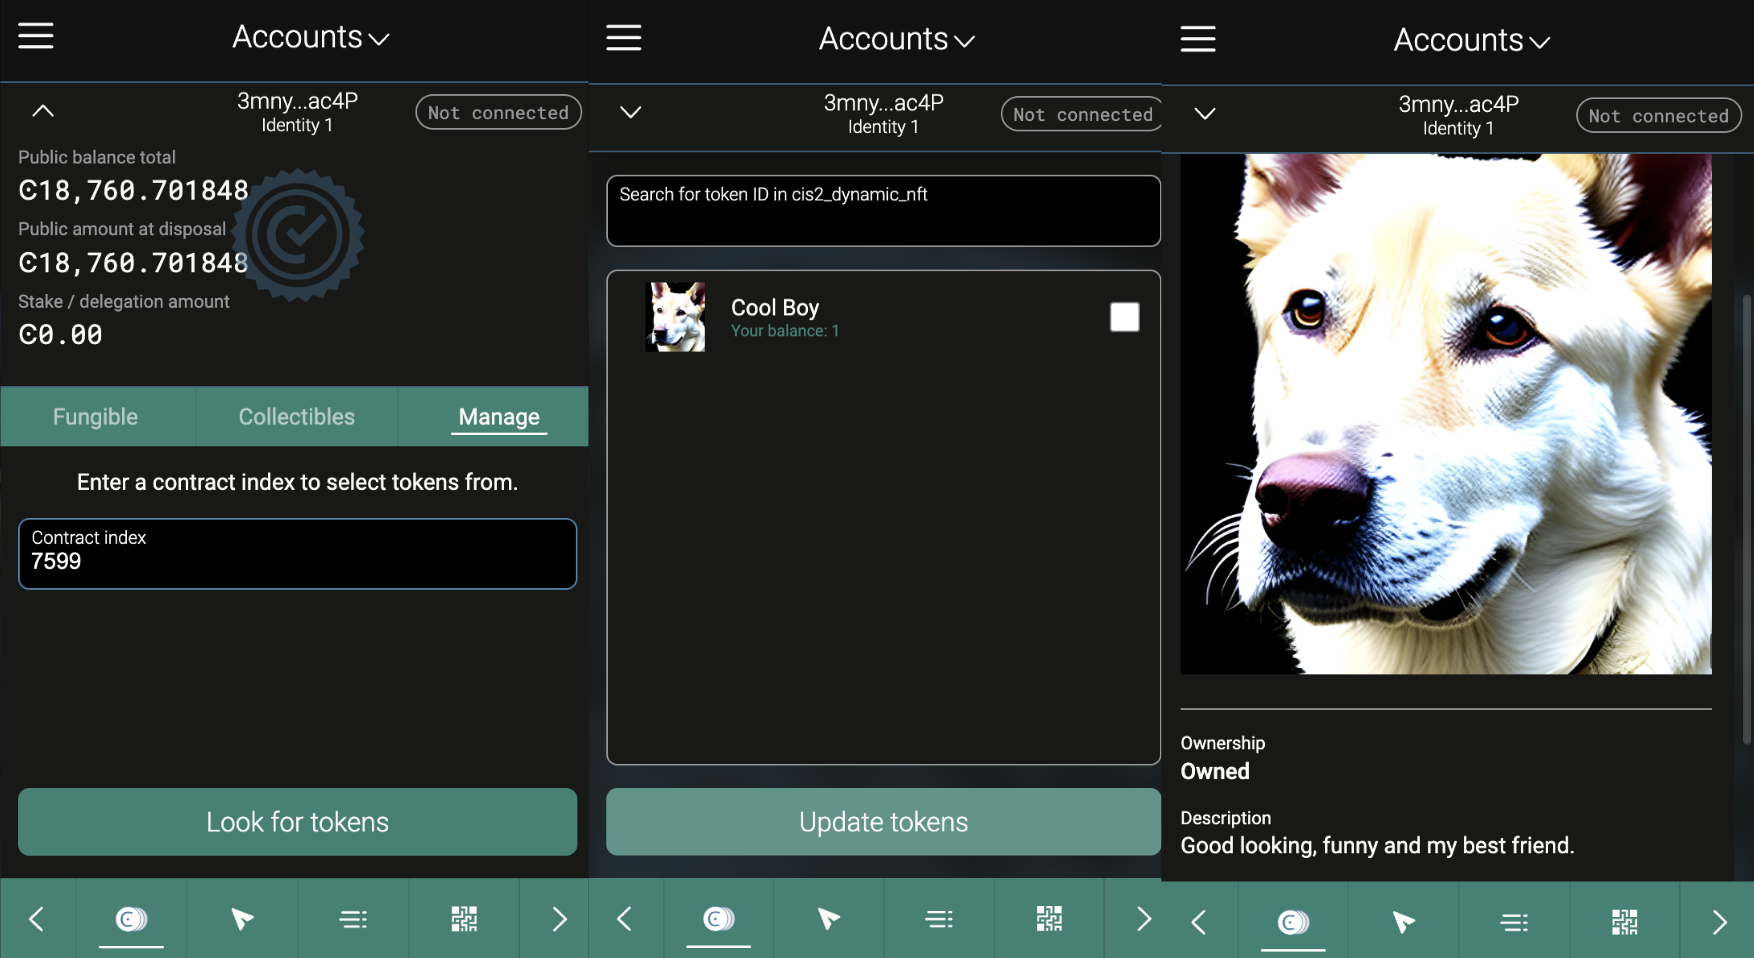 Accounts
3mny...ac4P
Identity 1
Not connected
Public balance total
Ͼ18,760.701848
Public amount at disposal
Ͼ18,760.701848
Stake / delegation amount
Ͼ0.00
Fungible
Collectibles
Manage
Enter a contract index to select tokens from.
Contract index
7599
Look for tokens
Accounts
3mny...ac4P
Identity 1
Not connected
Search for token ID in cis2_dynamic_nft
Cool Boy
Your balance: 1
Update tokens
Accounts
3mny...ac4P
Identity 1
Not connected
Ownership
Owned
Description
Good looking, funny and my best friend.